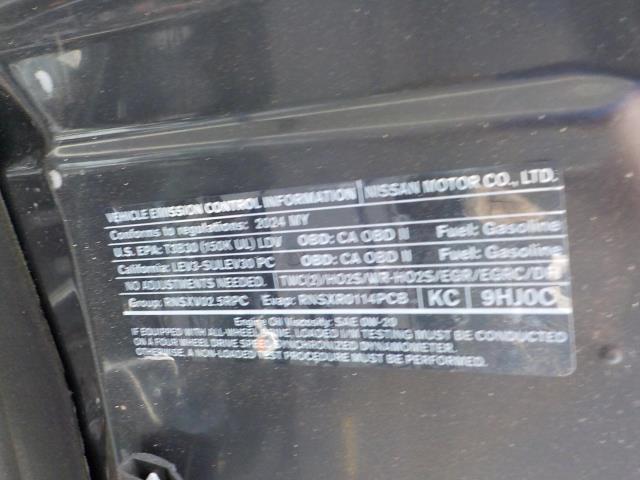 VEHICLE EMISSION CONTROL INFORMATION NISSAN MOTOR CO., LTD.
Conforms to regulations: 2024 MY
U.S. EPA: T3B30 (150K UL) LDV OBD: CA OBD II Fuel: Gasoline
California: LEV3-SULEV30 PC OBD: CA OBD II Fuel: Gasoline
NO ADJUSTMENTS NEEDED. TWC(2)/HO2S/WR-HO2S/EGR/EGRC/DFI
Group: RNSXV02.5RPC Evap: RNSXR0114PCB KC 9HJ0C
Engine Oil Viscosity: SAE 0W-20
IF EQUIPPED WITH ALL-WHEEL DRIVE, LOADED I/M TESTING MUST BE CONDUCTED
ON A FOUR WHEEL DRIVE SPEED SYNCHRONIZED DYNAMOMETER.
OTHERWISE, A NON-LOADED TEST PROCEDURE MUST BE PERFORMED.